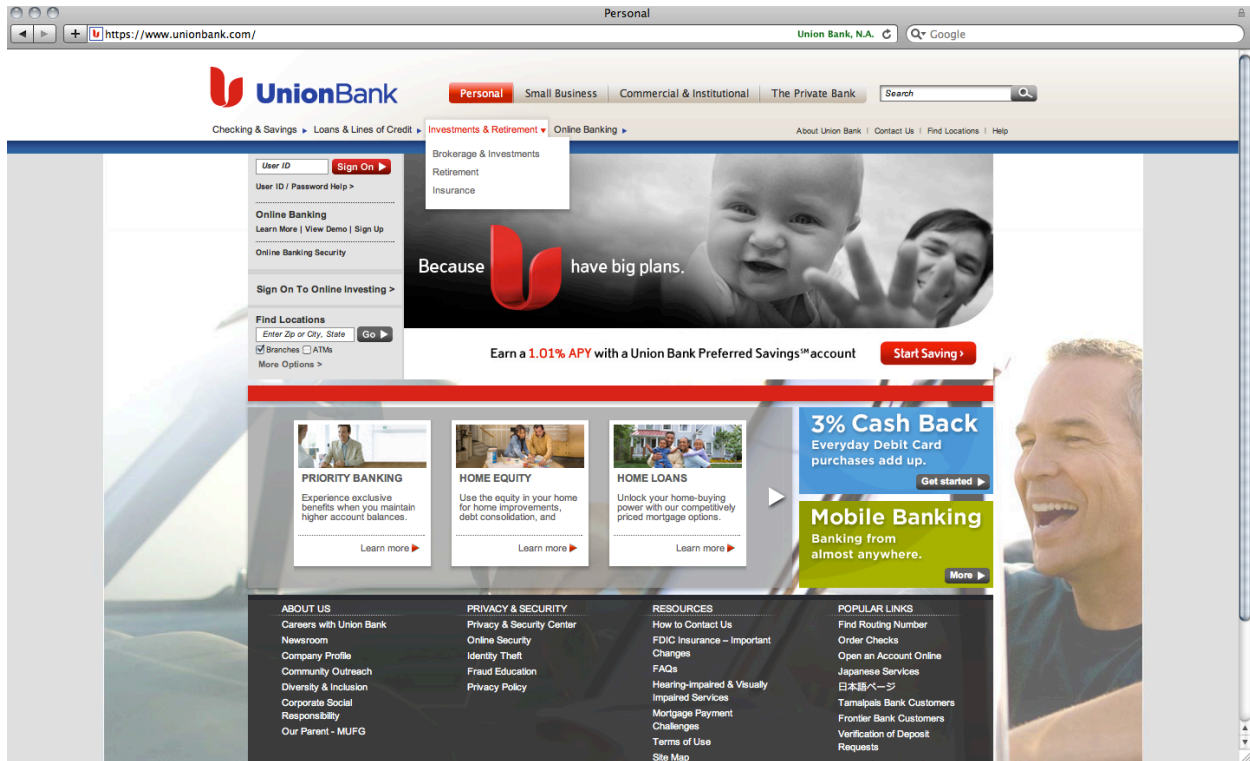 Personal
https://www.unionbank.com/
Union Bank, N.A.
Google
UnionBank
Personal
Small Business
Commercial & Institutional
The Private Bank
Search
Checking & Savings
Loans & Lines of Credit
Investments & Retirement
Online Banking
About Union Bank | Contact Us | Find Locations | Help
Brokerage & Investments
Retirement
Insurance
User ID
Sign On
User ID / Password Help >
Online Banking
Learn More | View Demo | Sign Up
Online Banking Security
Sign On To Online Investing >
Find Locations
Enter Zip or City, State
Go
Branches
ATMs
More Options >
Because U have big plans.
Earn a 1.01% APY with a Union Bank Preferred Savings℠ account
Start Saving ›
PRIORITY BANKING
Experience exclusive
benefits when you maintain
higher account balances.
Learn more
HOME EQUITY
Use the equity in your home
for home improvements,
debt consolidation, and
Learn more
HOME LOANS
Unlock your home-buying
power with our competitively
priced mortgage options.
Learn more
3% Cash Back
Everyday Debit Card
purchases add up.
Get started
Mobile Banking
Banking from
almost anywhere.
More
ABOUT US
Careers with Union Bank
Newsroom
Company Profile
Community Outreach
Diversity & Inclusion
Corporate Social
Responsibility
Our Parent - MUFG
PRIVACY & SECURITY
Privacy & Security Center
Online Security
Identity Theft
Fraud Education
Privacy Policy
RESOURCES
How to Contact Us
FDIC Insurance – Important
Changes
FAQs
Hearing-impaired & Visually
Impaired Services
Mortgage Payment
Challenges
Terms of Use
Site Map
POPULAR LINKS
Find Routing Number
Order Checks
Open an Account Online
Japanese Services
日本語ページ
Tamalpais Bank Customers
Frontier Bank Customers
Verification of Deposit
Requests